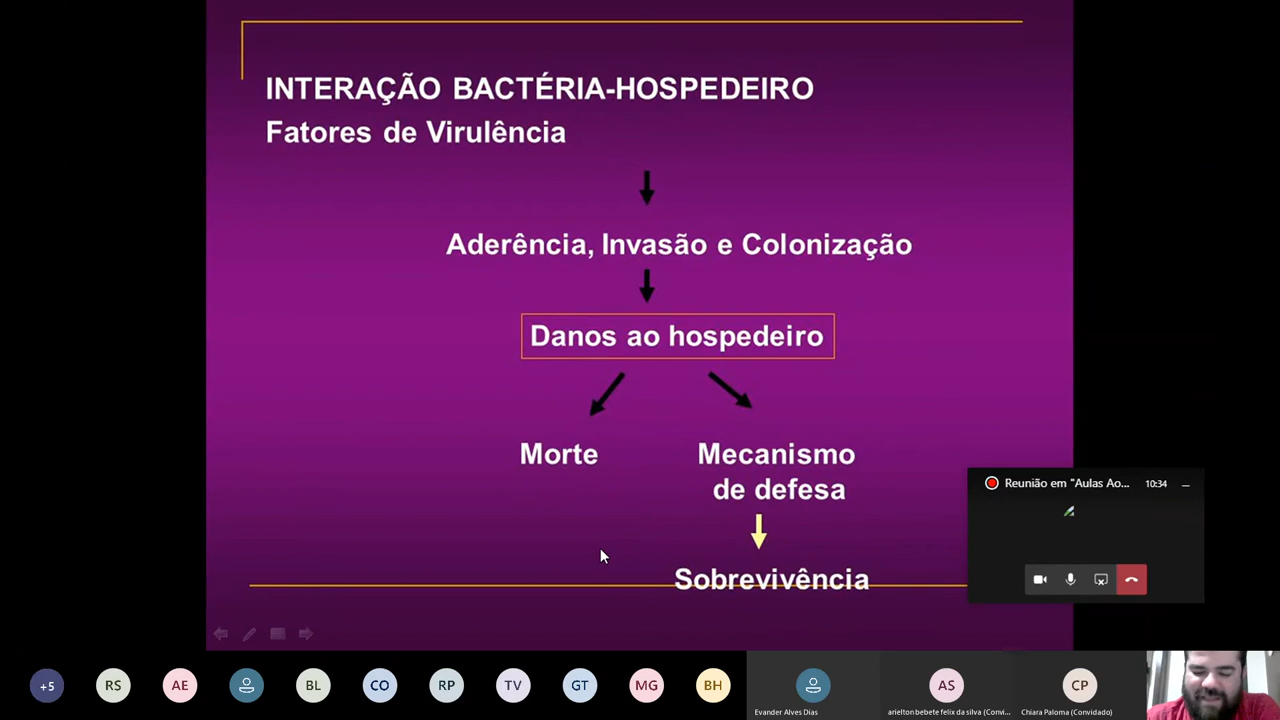 INTERAÇÃO BACTÉRIA-HOSPEDEIRO
Fatores de Virulência
Aderência, Invasão e Colonização
Danos ao hospedeiro
Morte
Mecanismo
de defesa
Sobrevivência
Reunião em "Aulas Ao... 10:34
+5 RS AE BL CO RP TV GT MG BH AS CP
Evander Alves Dias
arielton bebete felix da silva (Convi...
Chiara Paloma (Convidado)